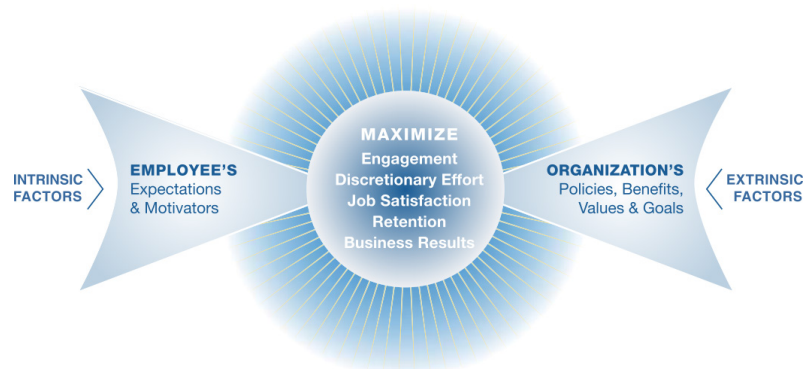 INTRINSIC
FACTORS
EMPLOYEE'S
Expectations
& Motivators
MAXIMIZE
Engagement
Discretionary Effort
Job Satisfaction
Retention
Business Results
ORGANIZATION'S
Policies, Benefits,
Values & Goals
EXTRINSIC
FACTORS